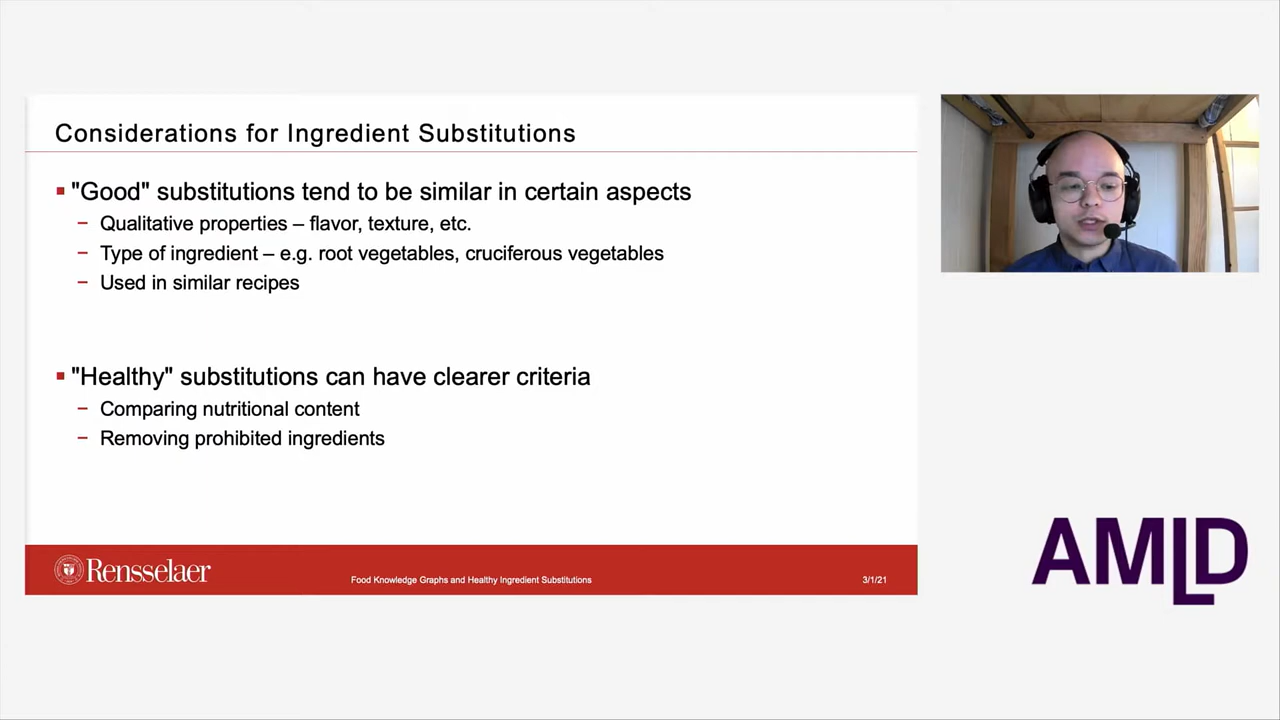 Considerations for Ingredient Substitutions
"Good" substitutions tend to be similar in certain aspects
– Qualitative properties – flavor, texture, etc.
– Type of ingredient – e.g. root vegetables, cruciferous vegetables
– Used in similar recipes
"Healthy" substitutions can have clearer criteria
– Comparing nutritional content
– Removing prohibited ingredients
Rensselaer
Food Knowledge Graphs and Healthy Ingredient Substitutions
3/1/21
AMLD